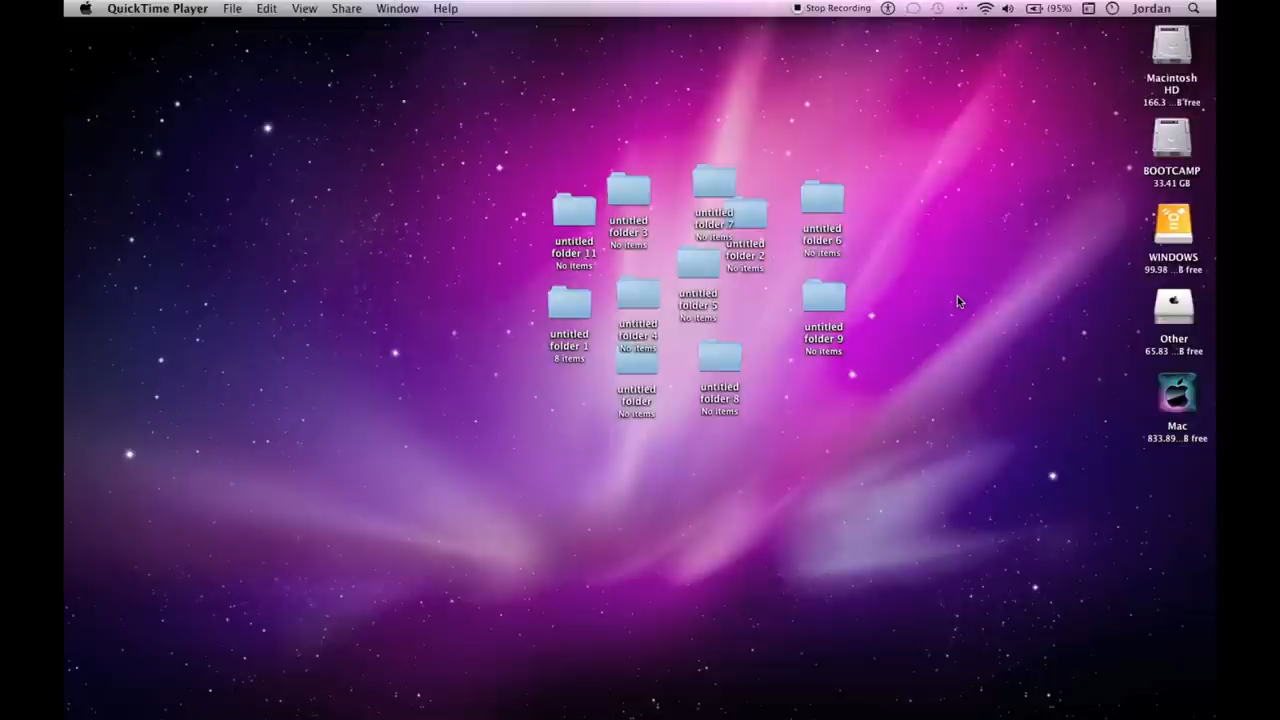 QuickTime Player File Edit View Share Window Help Stop Recording (95%) Jordan
Macintosh
HD
166.3 ...B free
BOOTCAMP
33.41 GB
WINDOWS
99.98 ...B free
Other
65.83 ...B free
Mac
833.89...B free
untitled
folder 11
No items
untitled
folder 3
No items
untitled
folder 7
No items
untitled
folder 2
No items
untitled
folder 6
No items
untitled
folder 1
8 items
untitled
folder 4
No items
untitled
folder 5
No items
untitled
folder 9
No items
untitled
folder
No items
untitled
folder 8
No items